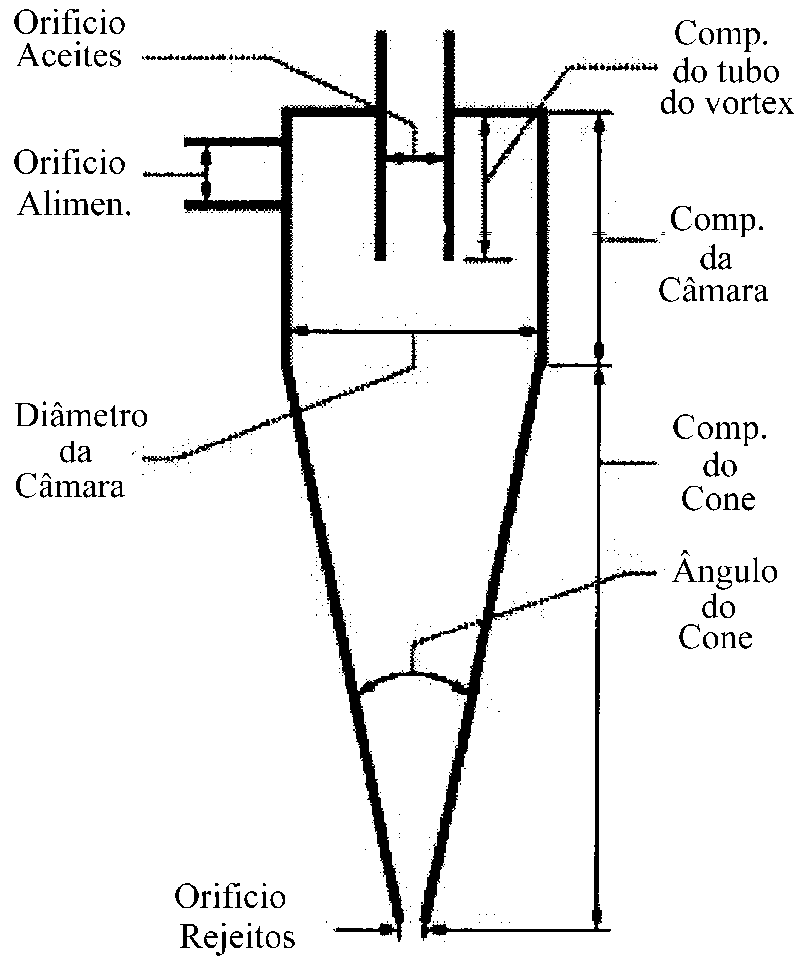 Orificio
Aceites
Comp.
do tubo
do vortex
Orificio
Alimen.
Comp.
da
Câmara
Diâmetro
da
Câmara
Comp.
do
Cone
Ângulo
do
Cone
Orificio
Rejeitos